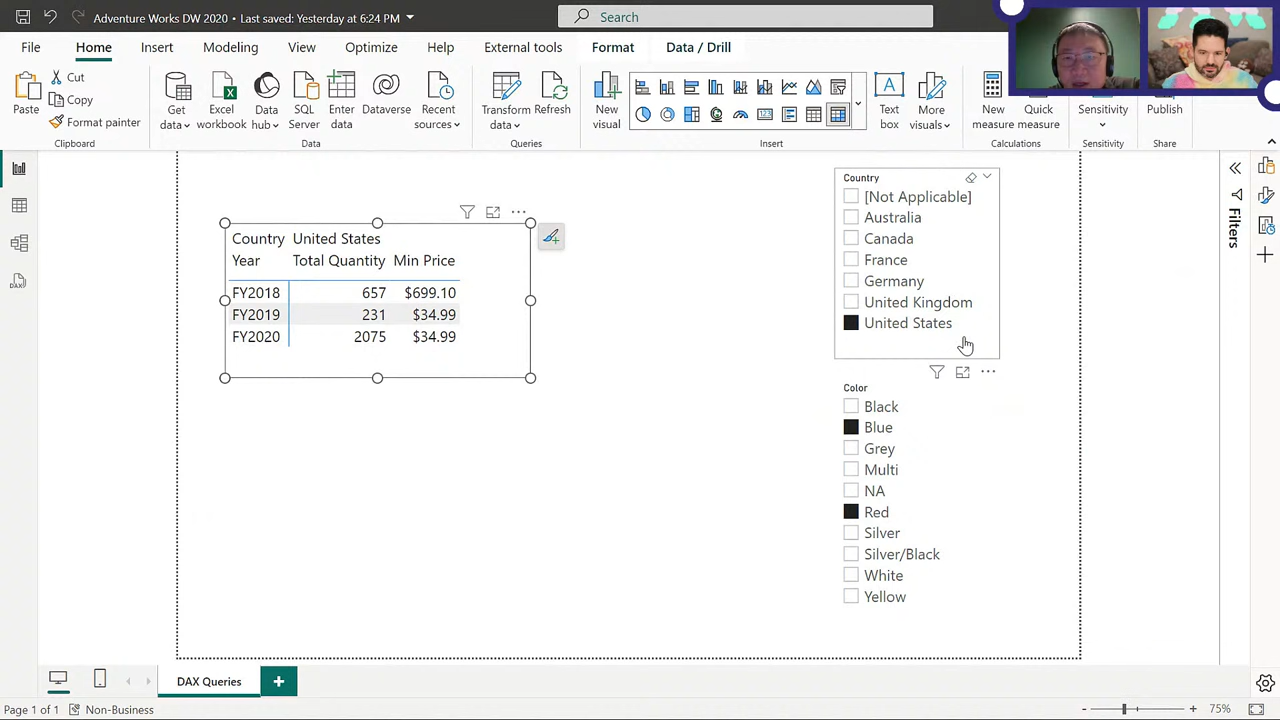 Adventure Works DW 2020 • Last saved: Yesterday at 6:24 PM
Search
File Home Insert Modeling View Optimize Help External tools Format Data / Drill
Paste
Cut
Copy
Format painter
Clipboard
Get data
Excel workbook
Data hub
SQL Server
Enter data
Dataverse
Recent sources
Data
Transform data
Refresh
Queries
New visual
Text box
More visuals
Insert
New measure
Quick measure
Calculations
Sensitivity
Sensitivity
Publish
Share
Country United States
Year Total Quantity Min Price
FY2018 657 $699.10
FY2019 231 $34.99
FY2020 2075 $34.99
Country
[Not Applicable]
Australia
Canada
France
Germany
United Kingdom
United States
Color
Black
Blue
Grey
Multi
NA
Red
Silver
Silver/Black
White
Yellow
Filters
DAX Queries
Page 1 of 1
Non-Business
- + 75%